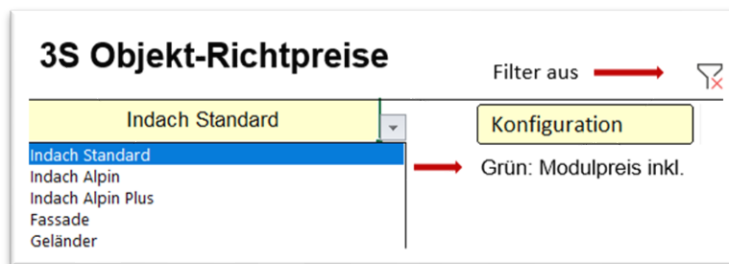 3S Objekt-Richtpreise
Filter aus
Indach Standard
Konfiguration
Indach Standard
Indach Alpin
Indach Alpin Plus
Fassade
Geländer
Grün: Modulpreis inkl.